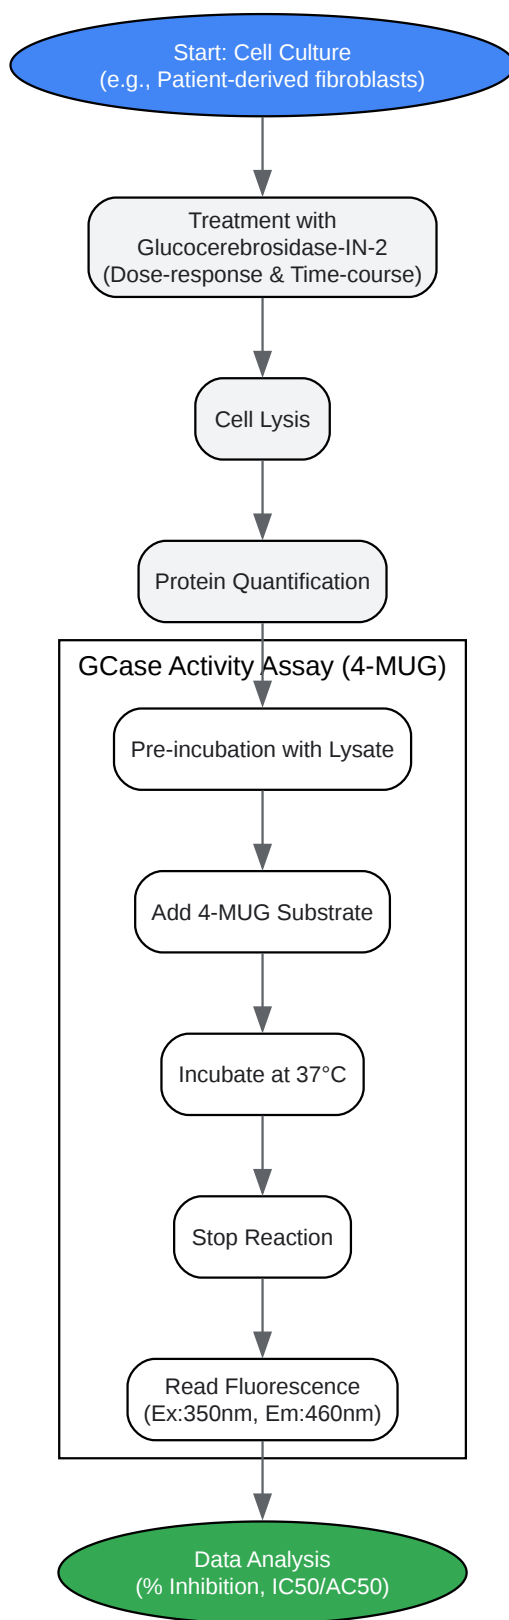 Start: Cell Culture
(e.g., Patient-derived fibroblasts)
Treatment with
Glucocerebrosidase-IN-2
(Dose-response & Time-course)
Cell Lysis
Protein Quantification
GCase Activity Assay (4-MUG)
Pre-incubation with Lysate
Add 4-MUG Substrate
Incubate at 37°C
Stop Reaction
Read Fluorescence
(Ex:350nm, Em:460nm)
Data Analysis
(% Inhibition, IC50/AC50)